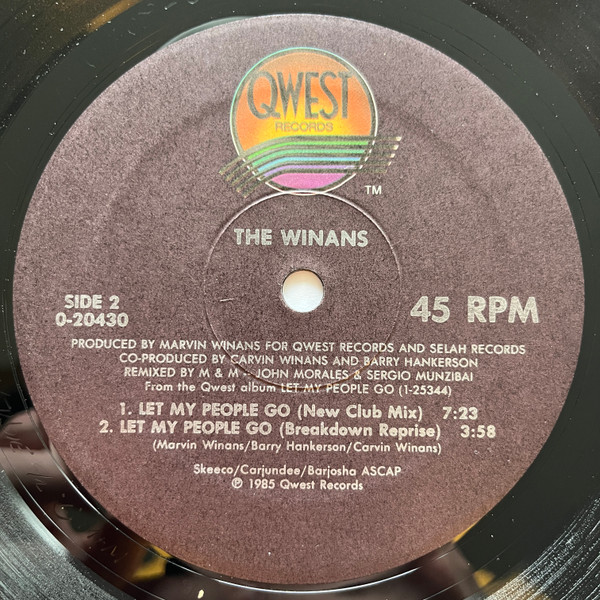 QWEST
RECORDS
TM
THE WINANS
SIDE 2
0-20430
45 RPM
PRODUCED BY MARVIN WINANS FOR QWEST RECORDS AND SELAH RECORDS
CO-PRODUCED BY CARVIN WINANS AND BARRY HANKERSON
REMIXED BY M & M – JOHN MORALES & SERGIO MUNZIBAI
From the Qwest album LET MY PEOPLE GO (1-25344)
1. LET MY PEOPLE GO (New Club Mix) 7:23
2. LET MY PEOPLE GO (Breakdown Reprise) 3:58
(Marvin Winans/Barry Hankerson/Carvin Winans)
Skeeco/Carjundee/Barjosha ASCAP
℗ 1985 Qwest Records